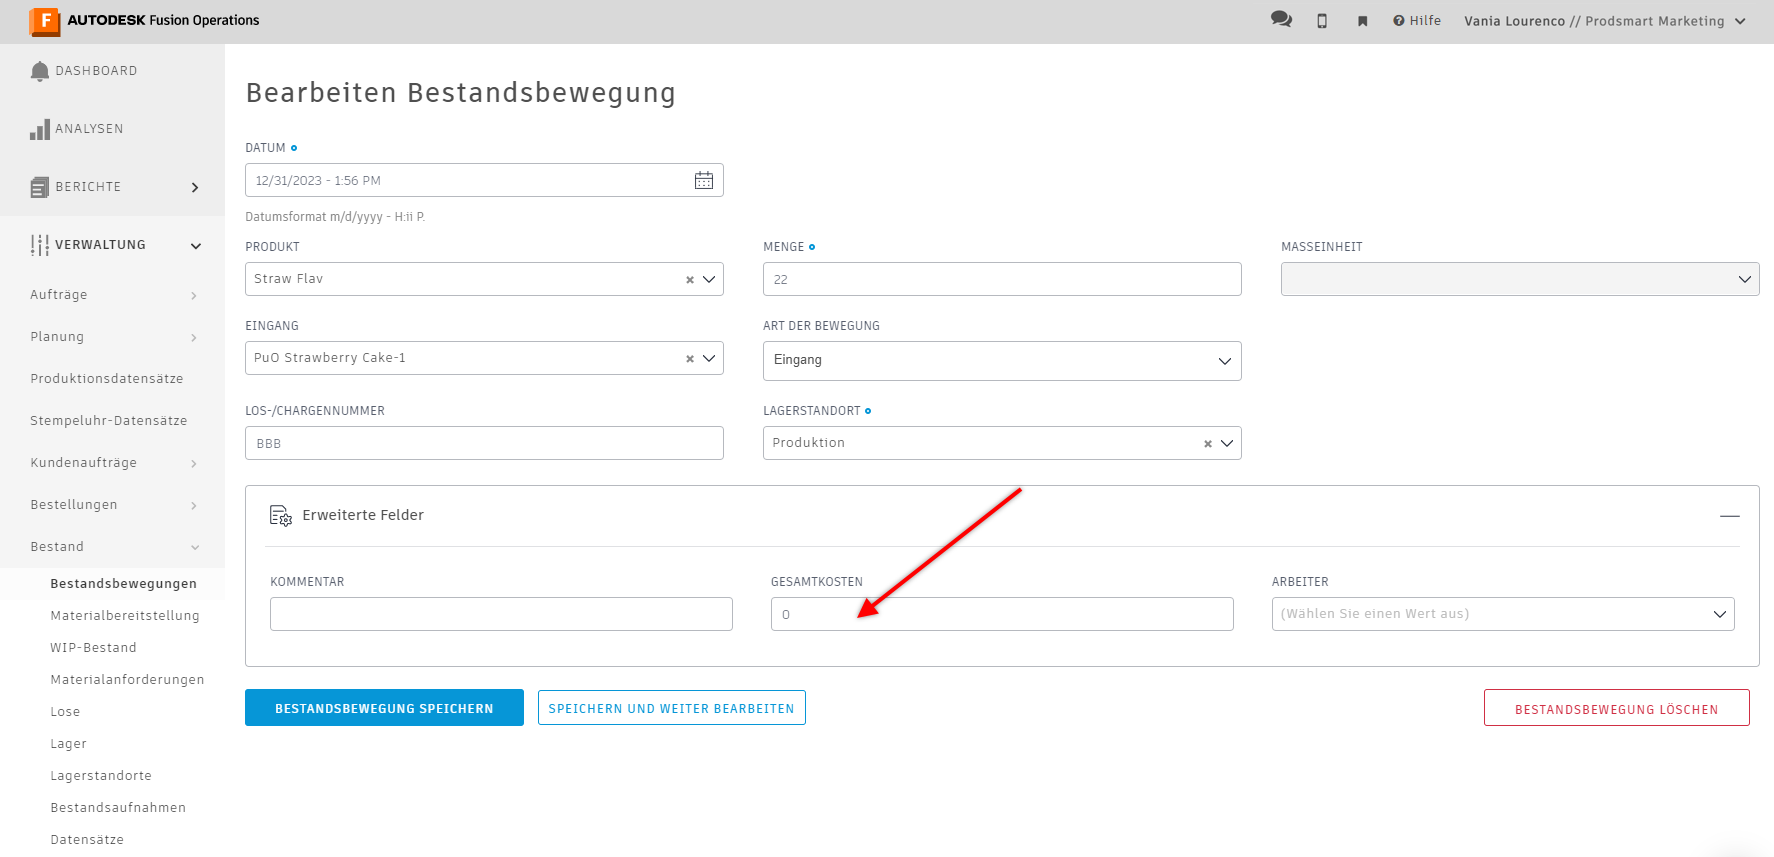 AUTODESK Fusion Operations
Hilfe
Vania Lourenco // Prodsmart Marketing
DASHBOARD
ANALYSEN
BERICHTE
VERWALTUNG
Aufträge
Planung
Produktionsdatensätze
Stempeluhr-Datensätze
Kundenaufträge
Bestellungen
Bestand
Bestandsbewegungen
Materialbereitstellung
WIP-Bestand
Materialanforderungen
Lose
Lager
Lagerstandorte
Bestandsaufnahmen
Datensätze
Bearbeiten Bestandsbewegung
DATUM
12/31/2023 - 1:56 PM
Datumsformat m/d/yyyy - H:ii P.
PRODUKT
Straw Flav
MENGE
22
MASSEINHEIT
EINGANG
PuO Strawberry Cake-1
ART DER BEWEGUNG
Eingang
LOS-/CHARGENNUMMER
BBB
LAGERSTANDORT
Produktion
Erweiterte Felder
KOMMENTAR
GESAMTKOSTEN
0
ARBEITER
(Wählen Sie einen Wert aus)
BESTANDSBEWEGUNG SPEICHERN
SPEICHERN UND WEITER BEARBEITEN
BESTANDSBEWEGUNG LÖSCHEN